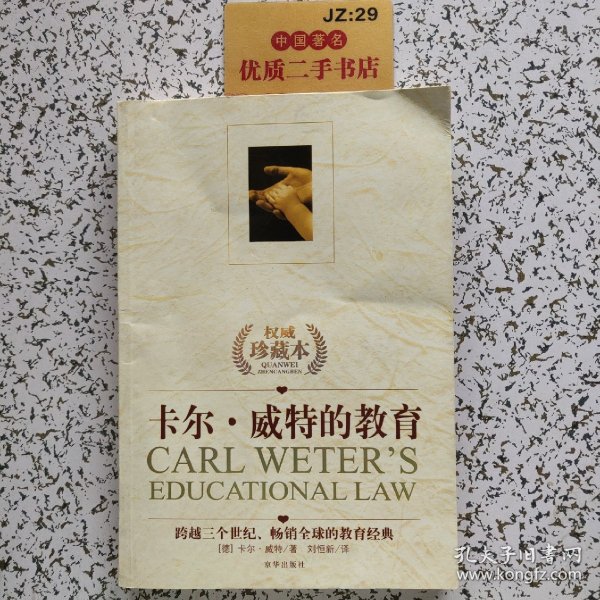 JZ:29
中国著名
优质二手书店
权威
珍藏本
QUANWEI
ZHENCANGBEN
卡尔·威特的教育
CARL WETER'S
EDUCATIONAL LAW
跨越三个世纪、畅销全球的教育经典
[德] 卡尔·威特/著 刘恒新/译
京华出版社
孔夫子旧书网
www.kongfz.com